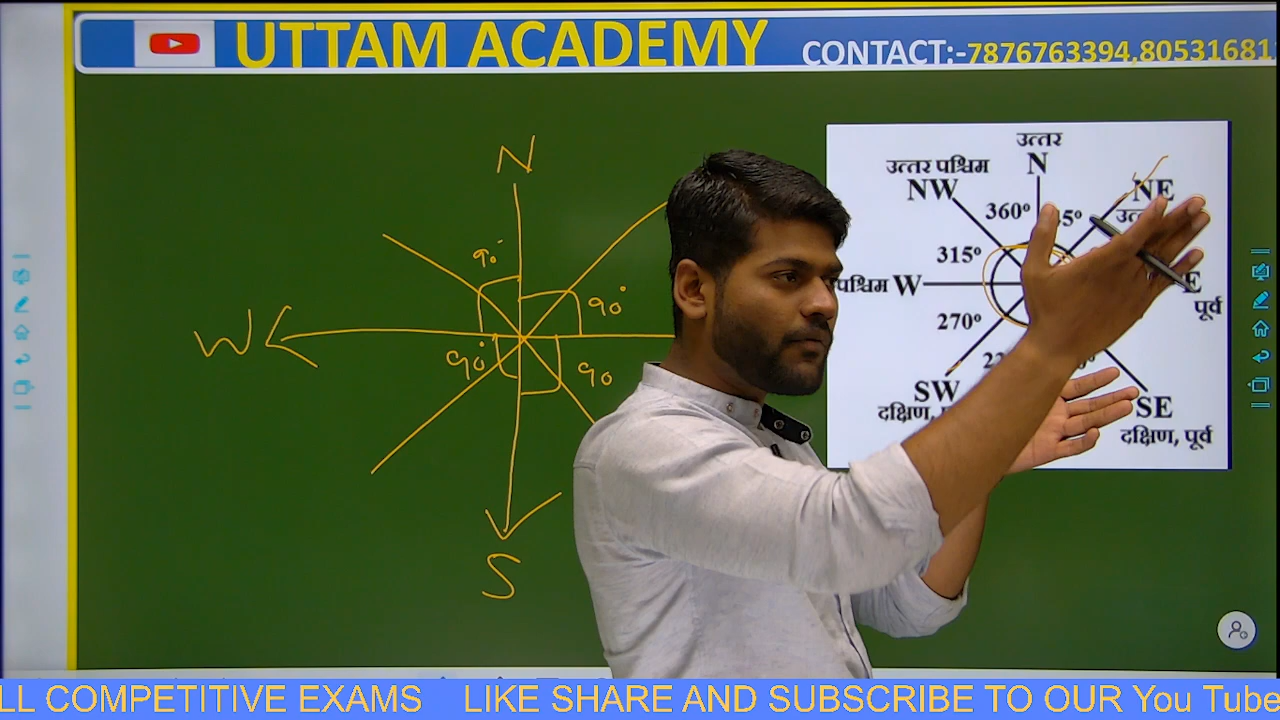 UTTAM ACADEMY
CONTACT:-7876763394,80531681
N
90°
90°
W
90°
90
S
उत्तर
N
उत्तर पश्चिम
NW
NE
360°
315°
पश्चिम W
E
पूर्व
270°
SW
दक्षिण,
SE
दक्षिण, पूर्व
LL COMPETITIVE EXAMS LIKE SHARE AND SUBSCRIBE TO OUR You Tube